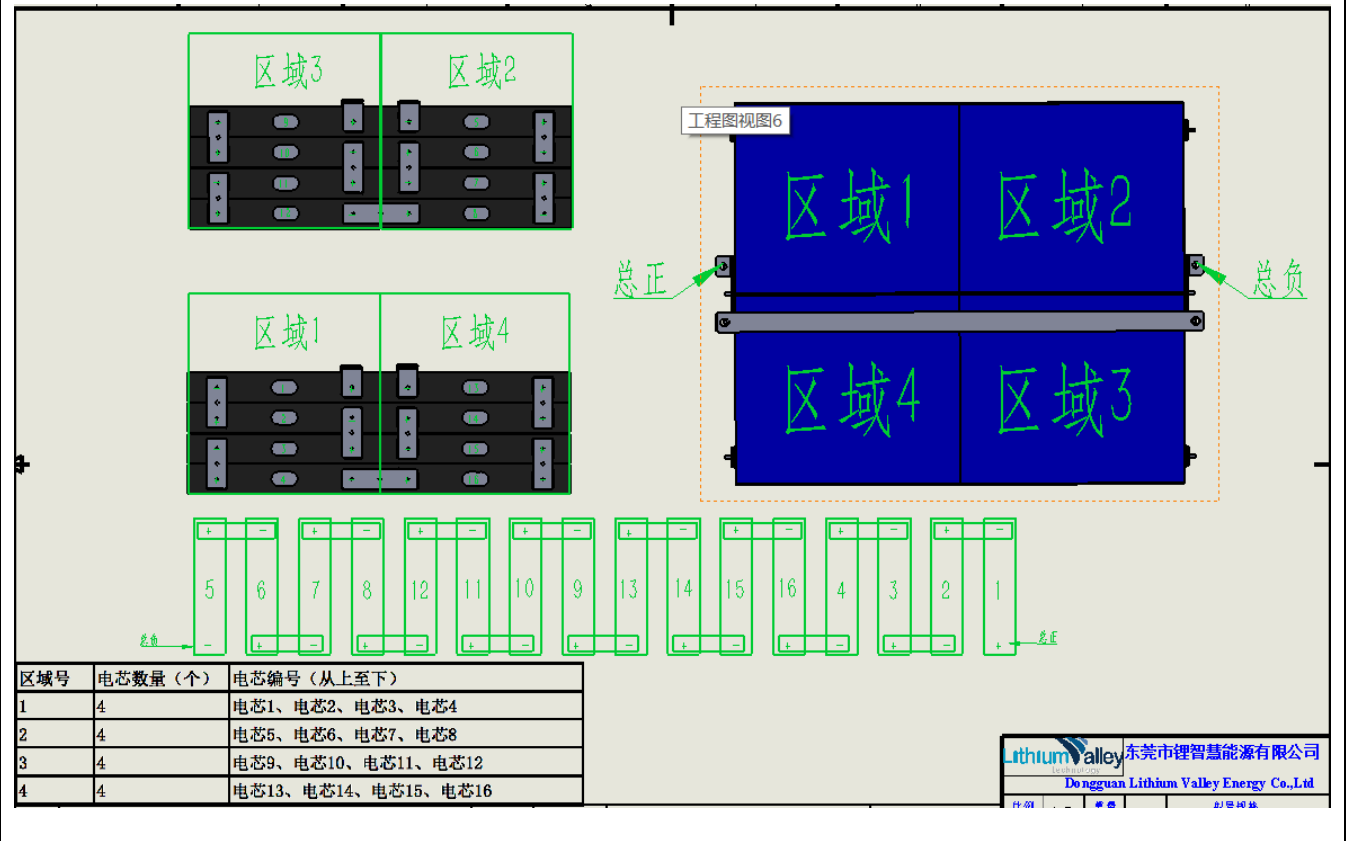 区域3
区域2
工程图视图6
区域1
区域2
总正
总负
区域1
区域4
区域4
区域3
+ - + - + - + - + - + - + - + -
5 6 7 8 12 11 10 9 13 14 15 16 4 3 2 1
总负
- + - + - + - + - + - + - + - +
总正
区域号 电芯数量（个） 电芯编号（从上至下）
1 4 电芯1、电芯2、电芯3、电芯4
2 4 电芯5、电芯6、电芯7、电芯8
3 4 电芯9、电芯10、电芯11、电芯12
4 4 电芯13、电芯14、电芯15、电芯16
Lithium Valley
Technology
东莞市锂智慧能源有限公司
Dongguan Lithium Valley Energy Co.,Ltd